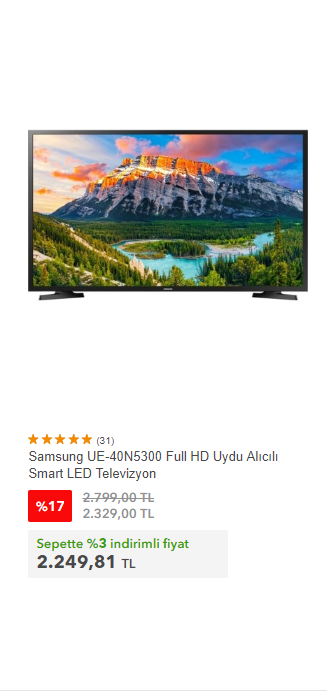 (31)
Samsung UE-40N5300 Full HD Uydu Alıcılı
Smart LED Televizyon
%17
2.799,00 TL
2.329,00 TL
Sepette %3 indirimli fiyat
2.249,81 TL